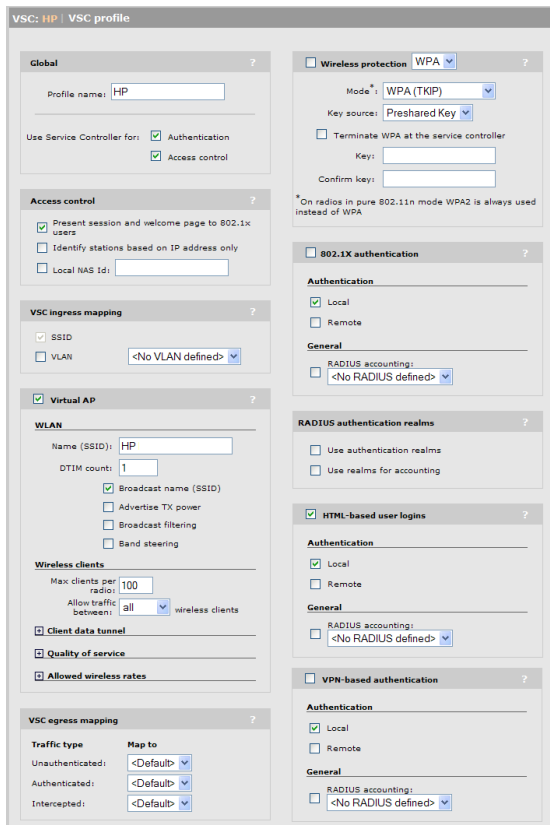 VSC: HP | VSC profile
Global ?
Profile name: HP
Use Service Controller for: Authentication
Access control
Access control ?
Present session and welcome page to 802.1x
users
Identify stations based on IP address only
Local NAS Id:
VSC ingress mapping ?
SSID
VLAN <No VLAN defined>
Virtual AP ?
WLAN
Name (SSID): HP
DTIM count: 1
Broadcast name (SSID)
Advertise TX power
Broadcast filtering
Band steering
Wireless clients
Max clients per
radio: 100
Allow traffic
between: all wireless clients
Client data tunnel
Quality of service
Allowed wireless rates
VSC egress mapping ?
Traffic type Map to
Unauthenticated: <Default>
Authenticated: <Default>
Intercepted: <Default>
Wireless protection WPA ?
Mode*: WPA (TKIP)
Key source: Preshared Key
Terminate WPA at the service controller
Key:
Confirm key:
*On radios in pure 802.11n mode WPA2 is always used
instead of WPA
802.1X authentication ?
Authentication
Local
Remote
General
RADIUS accounting:
<No RADIUS defined>
RADIUS authentication realms ?
Use authentication realms
Use realms for accounting
HTML-based user logins ?
Authentication
Local
Remote
General
RADIUS accounting:
<No RADIUS defined>
VPN-based authentication ?
Authentication
Local
Remote
General
RADIUS accounting:
<No RADIUS defined>